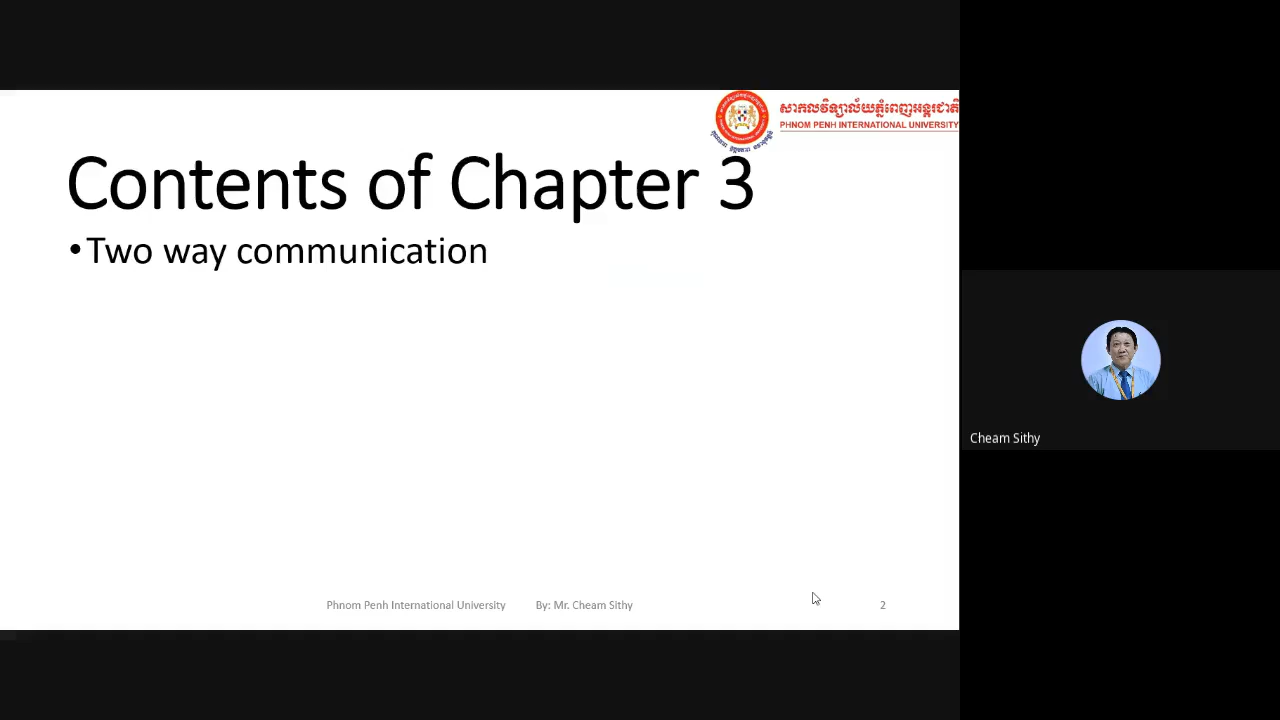 សាកលវិទ្យាល័យភ្នំពេញអន្តរជាតិ
PHNOM PENH INTERNATIONAL UNIVERSITY
Contents of Chapter 3
•Two way communication
Cheam Sithy
Phnom Penh International University By: Mr. Cheam Sithy 2